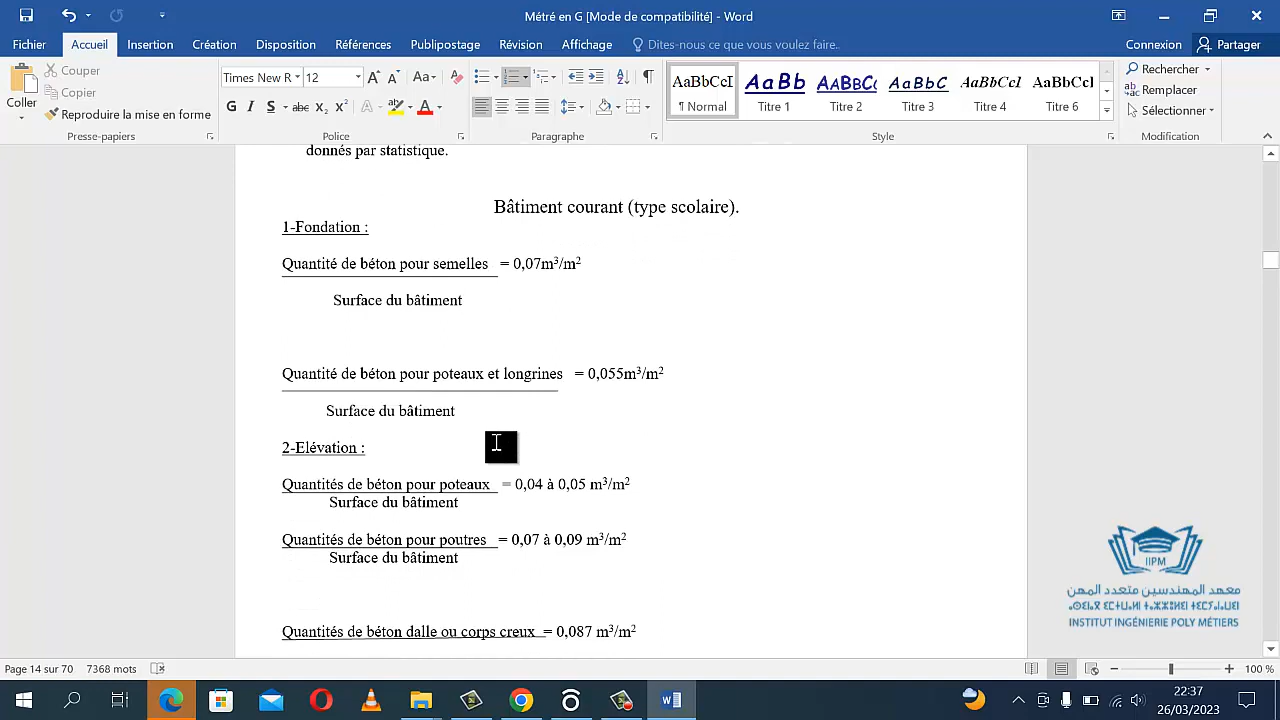 Métré en G [Mode de compatibilité] - Word
Fichier Accueil Insertion Création Disposition Références Publipostage Révision Affichage Dites-nous ce que vous voulez faire.. Connexion Partager
Coller
Couper
Copier
Reproduire la mise en forme
Presse-papiers
Times New R 12
G I S abc x₂ x²
Police
Paragraphe
AaBbCcI AaBb AABBCC AaBbC AaBbCcI AaBbCcI
¶ Normal Titre 1 Titre 2 Titre 3 Titre 4 Titre 6
Style
Rechercher
Remplacer
Sélectionner
Modification
donnés par statistique.
Bâtiment courant (type scolaire).
1-Fondation :
Quantité de béton pour semelles = 0,07m³/m²
Surface du bâtiment
Quantité de béton pour poteaux et longrines = 0,055m³/m²
Surface du bâtiment
2-Elévation :
Quantités de béton pour poteaux = 0,04 à 0,05 m³/m²
Surface du bâtiment
Quantités de béton pour poutres = 0,07 à 0,09 m³/m²
Surface du bâtiment
Quantités de béton dalle ou corps creux = 0,087 m³/m²
IIPM
معهد المهندسين متعدد المهن
INSTITUT INGÉNIERIE POLY MÉTIERS
Page 14 sur 70 7368 mots 100 %
22:37
26/03/2023